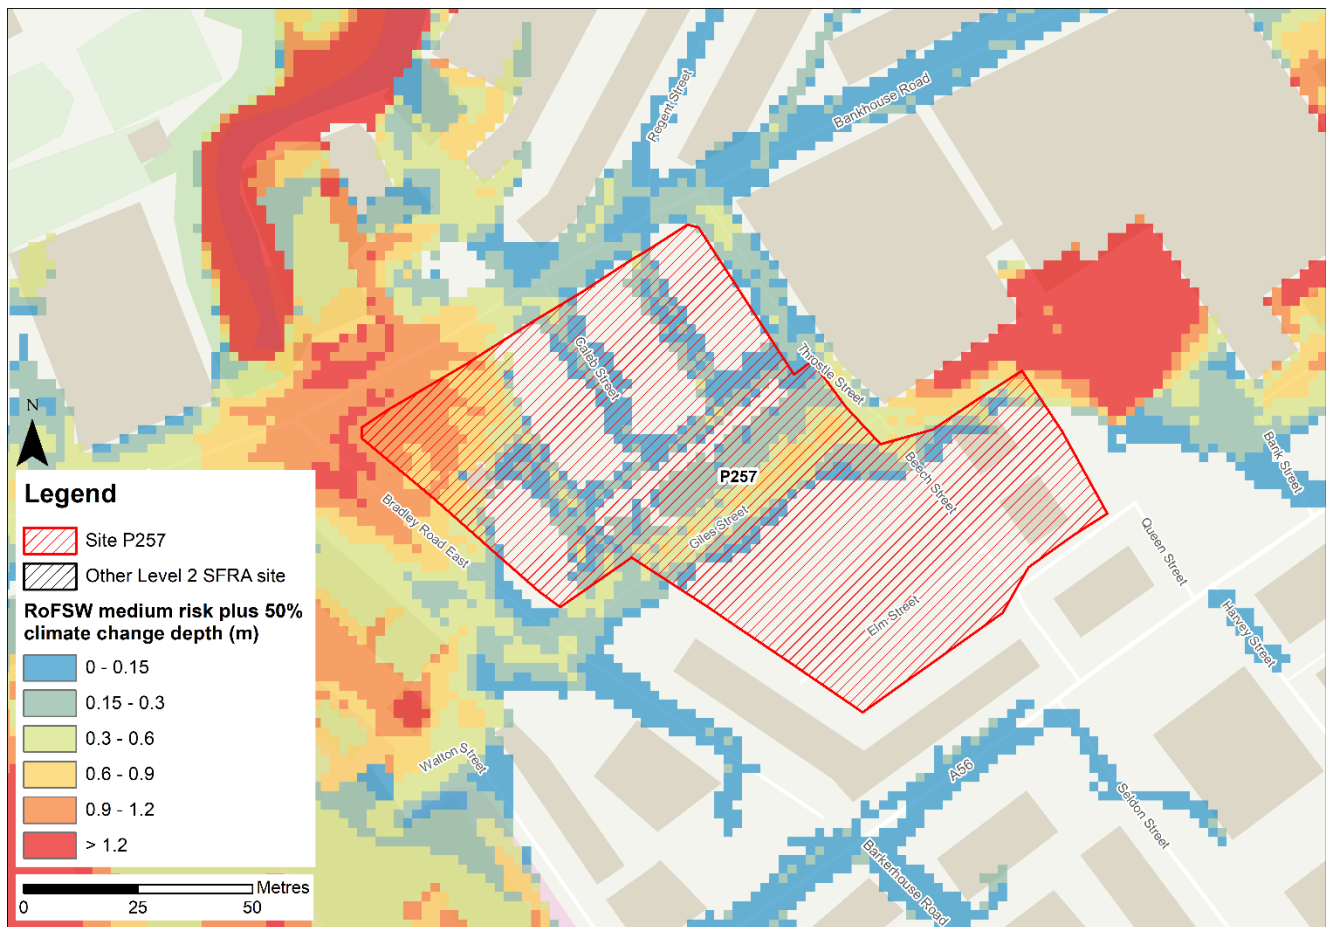 Regent Street
Bankhouse Road
Caleb Street
Throstle Street
N
P257
Beech Street
Bank Street
Giles Street
Bradley Road East
Queen Street
Elm Street
Harvey Street
Walton Street
A56
Seldon Street
Barkerhouse Road
Legend
Site P257
Other Level 2 SFRA site
RoFSW medium risk plus 50%
climate change depth (m)
0 - 0.15
0.15 - 0.3
0.3 - 0.6
0.6 - 0.9
0.9 - 1.2
> 1.2
Metres
0 25 50